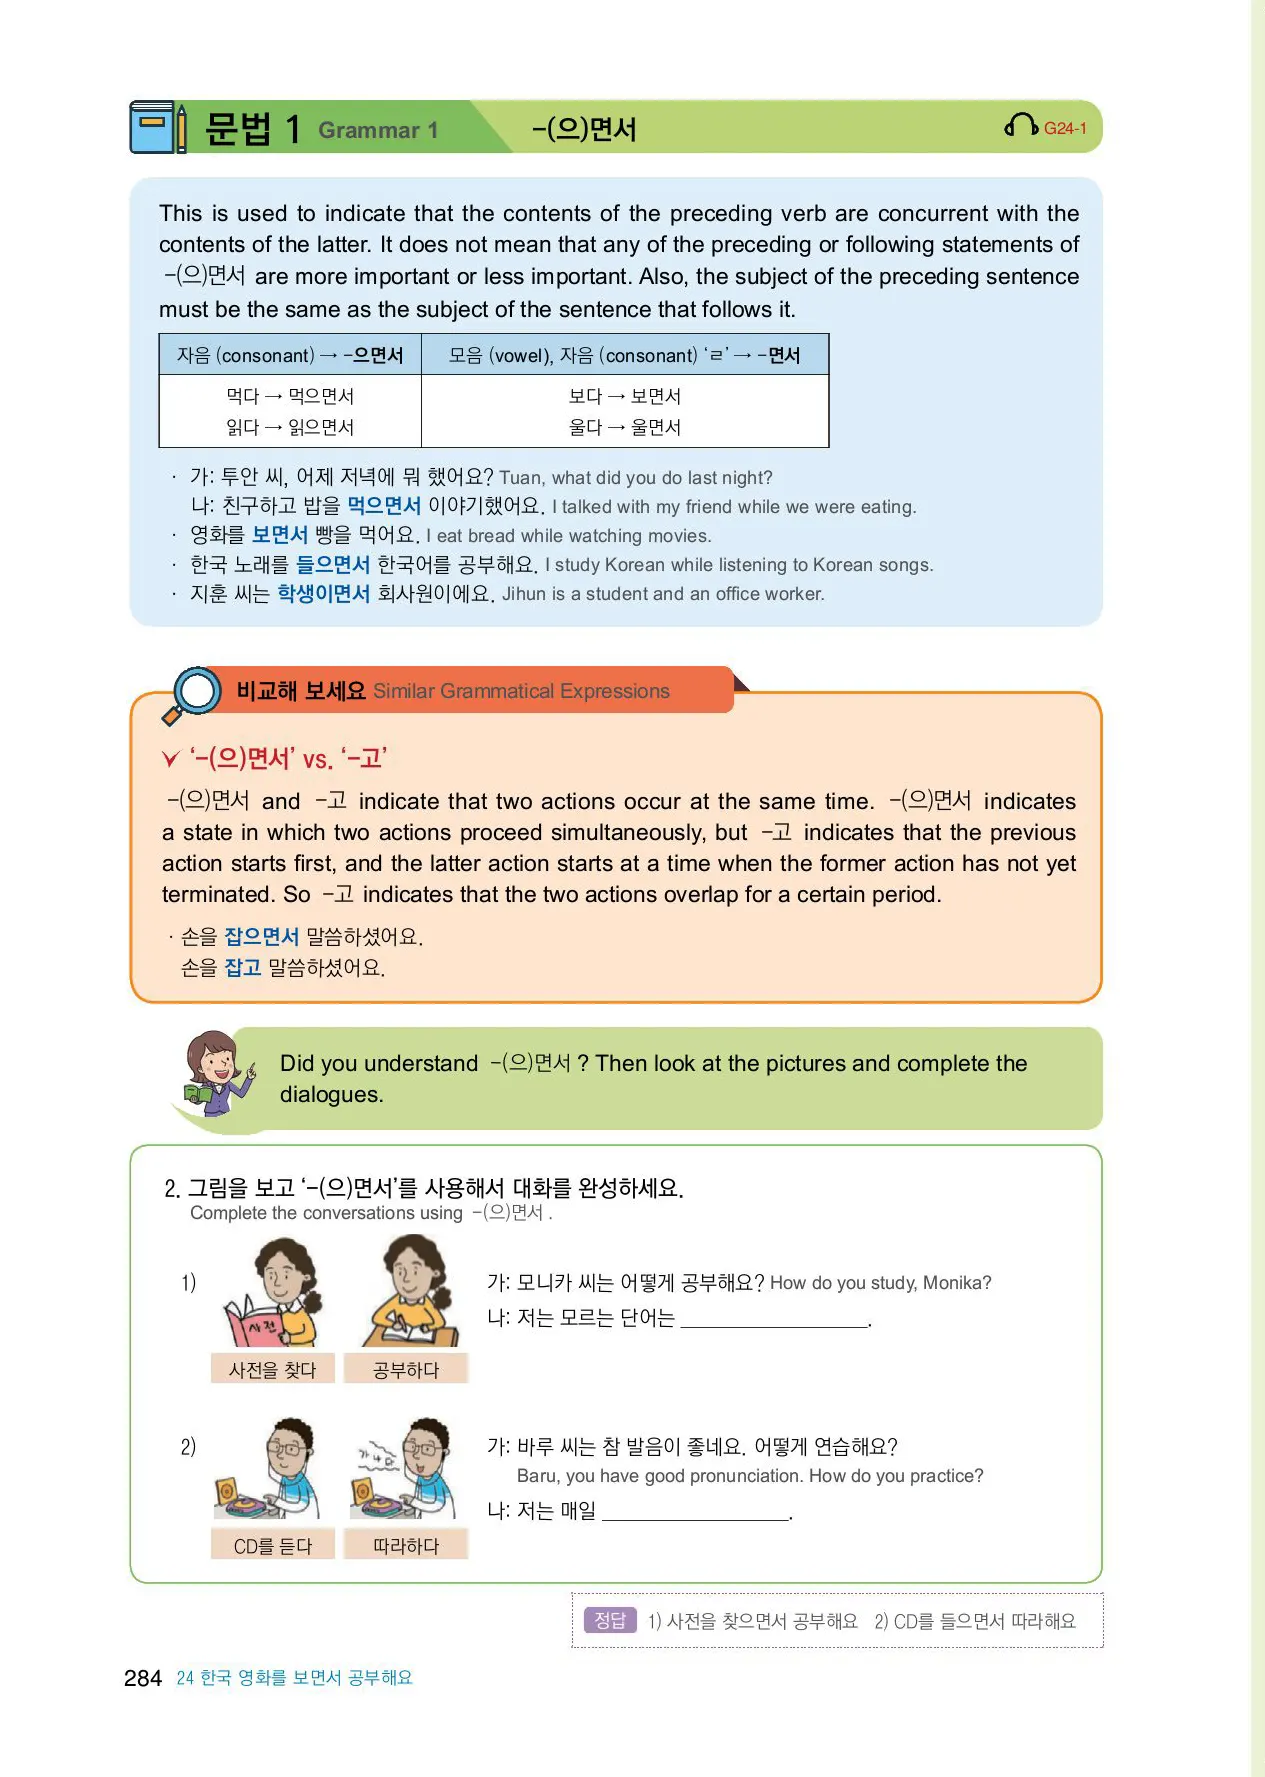 문법 1 Grammar 1 -(으)면서 G24-1
This is used to indicate that the contents of the preceding verb are concurrent with the
contents of the latter. It does not mean that any of the preceding or following statements of
-(으)면서 are more important or less important. Also, the subject of the preceding sentence
must be the same as the subject of the sentence that follows it.
자음 (consonant) → -으면서 모음 (vowel), 자음 (consonant) ‘ㄹ’ → -면서
먹다 → 먹으면서 보다 → 보면서
읽다 → 읽으면서 울다 → 울면서
· 가: 투안 씨, 어제 저녁에 뭐 했어요? Tuan, what did you do last night?
나: 친구하고 밥을 먹으면서 이야기했어요. I talked with my friend while we were eating.
· 영화를 보면서 빵을 먹어요. I eat bread while watching movies.
· 한국 노래를 들으면서 한국어를 공부해요. I study Korean while listening to Korean songs.
· 지훈 씨는 학생이면서 회사원이에요. Jihun is a student and an office worker.
비교해 보세요 Similar Grammatical Expressions
‘-(으)면서’ vs. ‘-고’
-(으)면서 and -고 indicate that two actions occur at the same time. -(으)면서 indicates
a state in which two actions proceed simultaneously, but -고 indicates that the previous
action starts first, and the latter action starts at a time when the former action has not yet
terminated. So -고 indicates that the two actions overlap for a certain period.
· 손을 잡으면서 말씀하셨어요.
손을 잡고 말씀하셨어요.
Did you understand -(으)면서 ? Then look at the pictures and complete the
dialogues.
2. 그림을 보고 ‘-(으)면서’를 사용해서 대화를 완성하세요.
Complete the conversations using -(으)면서 .
1)
사전
가: 모니카 씨는 어떻게 공부해요? How do you study, Monika?
나: 저는 모르는 단어는 ____________________.
사전을 찾다 공부하다
2)
가 나 다
가: 바루 씨는 참 발음이 좋네요. 어떻게 연습해요?
Baru, you have good pronunciation. How do you practice?
나: 저는 매일 ____________________.
CD를 듣다 따라하다
정답 1) 사전을 찾으면서 공부해요 2) CD를 들으면서 따라해요
284 24 한국 영화를 보면서 공부해요